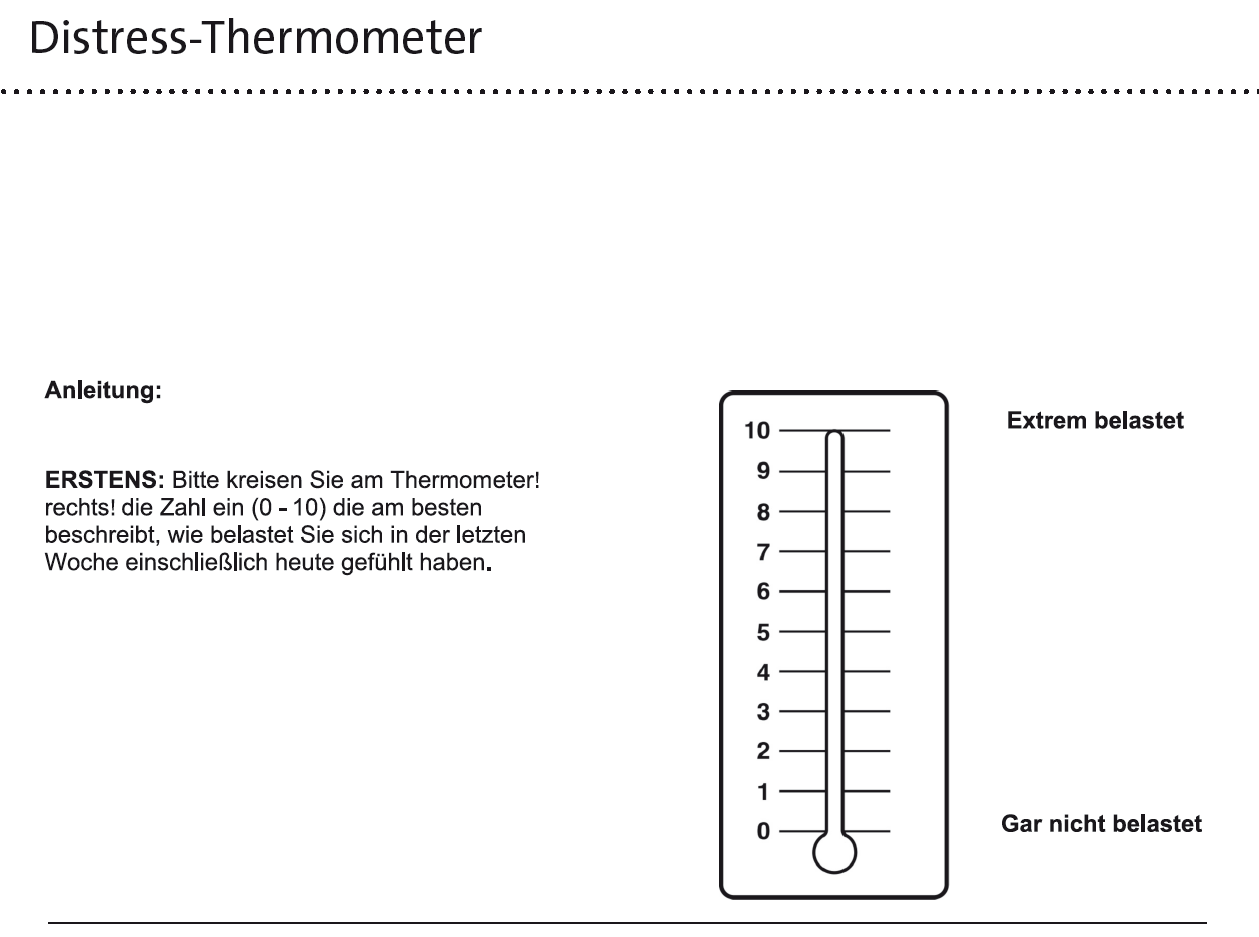 Distress-Thermometer
Anleitung:
ERSTENS: Bitte kreisen Sie am Thermometer!
rechts! die Zahl ein (0 - 10) die am besten
beschreibt, wie belastet Sie sich in der letzten
Woche einschließlich heute gefühlt haben.
Extrem belastet
10
9
8
7
6
5
4
3
2
1
0
Gar nicht belastet